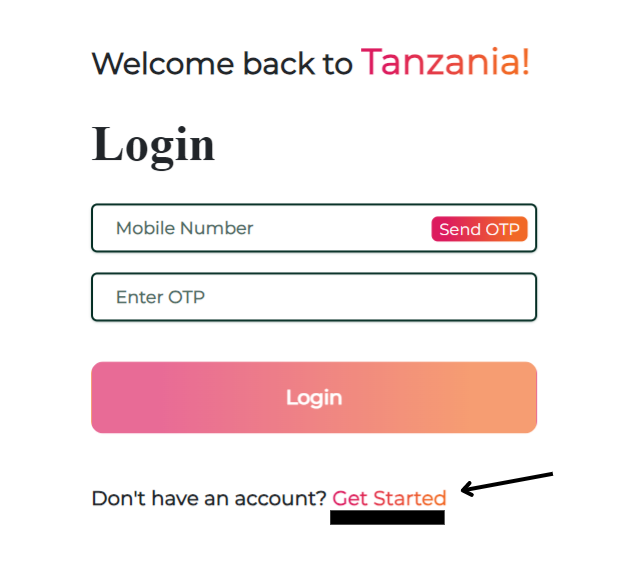 Welcome back to Tanzania!
Login
Mobile Number Send OTP
Enter OTP
Login
Don't have an account? Get Started